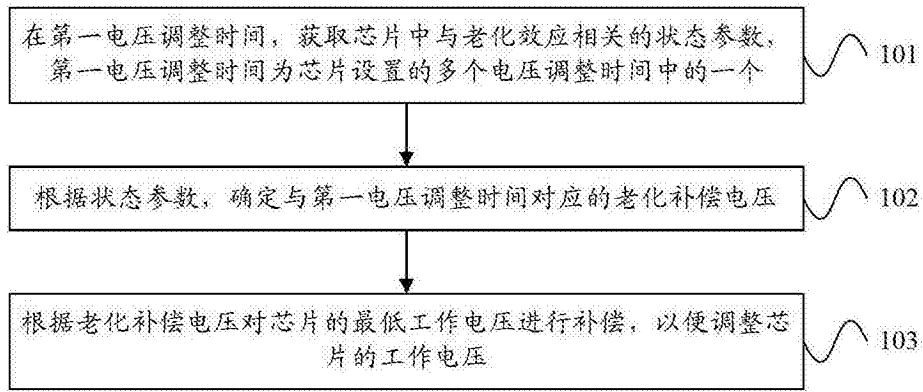 在第一电压调整时间，获取芯片中与老化效应相关的状态参数，
第一电压调整时间为芯片设置的多个电压调整时间中的一个
101
根据状态参数，确定与第一电压调整时间对应的老化补偿电压
102
根据老化补偿电压对芯片的最低工作电压进行补偿，以便调整芯
片的工作电压
103